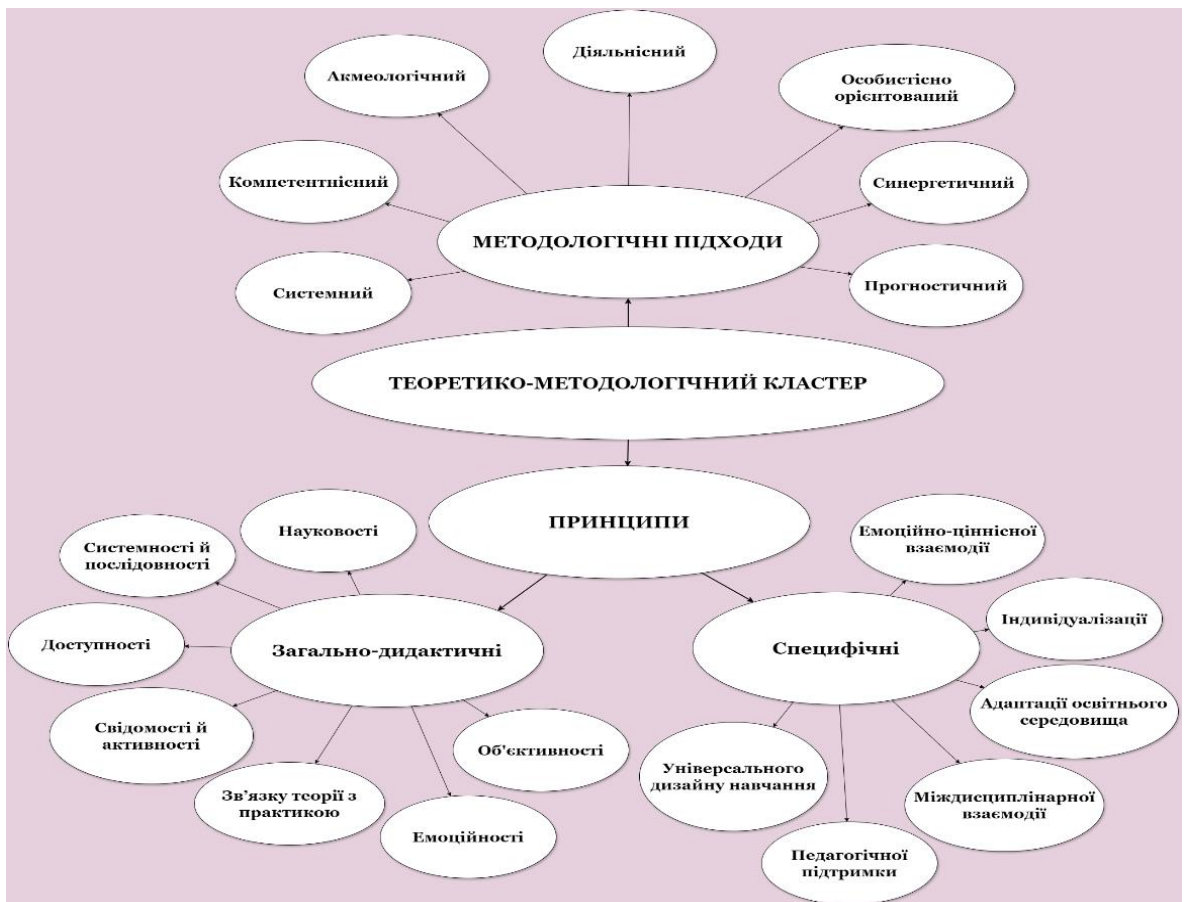 Діяльнісний
Акмеологічний
Особистісно
орієнтований
Компетентнісний
Синергетичний
МЕТОДОЛОГІЧНІ ПІДХОДИ
Системний
Прогностичний
ТЕОРЕТИКО-МЕТОДОЛОГІЧНИЙ КЛАСТЕР
ПРИНЦИПИ
Науковості
Системності й
послідовності
Доступності
Загально-дидактичні
Свідомості й
активності
Зв’язку теорії з
практикою
Емоційності
Об'єктивності
Емоційно-ціннісної
взаємодії
Індивідуалізації
Специфічні
Адаптації освітнього
середовища
Універсального
дизайну навчання
Міждисциплінарної
взаємодії
Педагогічної
підтримки